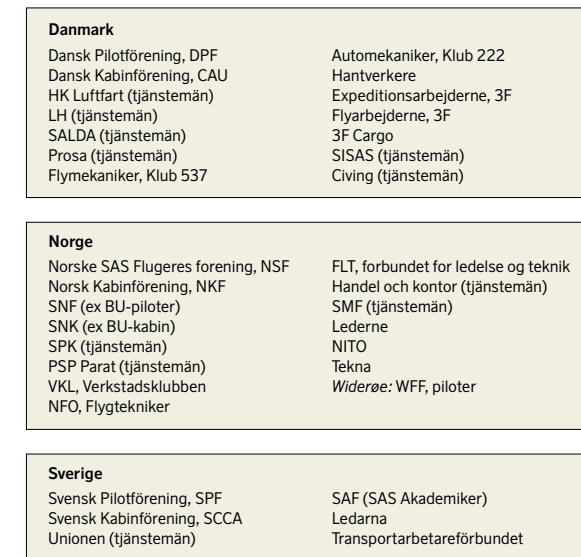 Danmark
Dansk Pilotförening, DPF
Dansk Kabinförening, CAU
HK Luftfart (tjänstemän)
LH (tjänstemän)
SALDA (tjänstemän)
Prosa (tjänstemän)
Flymekaniker, Klub 537
Automekaniker, Klub 222
Hantverkere
Expeditionsarbejderne, 3F
Flyarbejderne, 3F
3F Cargo
SISAS (tjänstemän)
Civing (tjänstemän)
Norge
Norske SAS Flugeres forening, NSF
Norsk Kabinförening, NKF
SNF (ex BU-piloter)
SNK (ex BU-kabin)
SPK (tjänstemän)
PSP Parat (tjänstemän)
VKL, Verkstadsklubben
NFO, Flygtekniker
FLT, forbundet for ledelse og teknik
Handel och kontor (tjänstemän)
SMF (tjänstemän)
Lederne
NITO
Tekna
Widerøe: WFF, piloter
Sverige
Svensk Pilotförening, SPF
Svensk Kabinförening, SCCA
Unionen (tjänstemän)
SAF (SAS Akademiker)
Ledarna
Transportarbetareförbundet